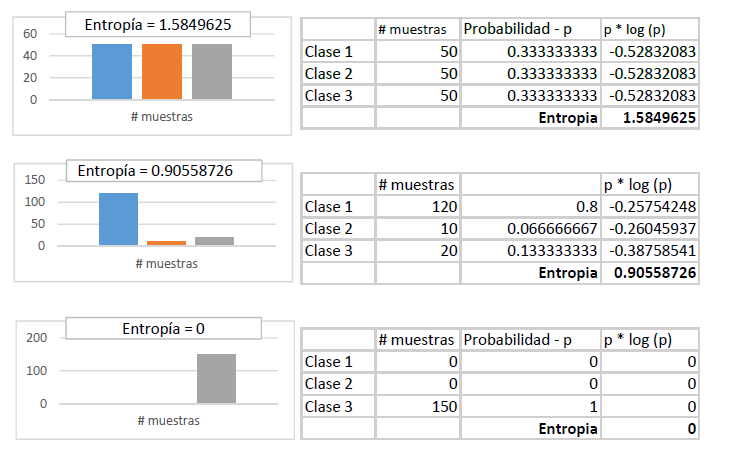 Entropía = 1.5849625
60
40
20
0
# muestras
# muestras Probabilidad - p p * log (p)
Clase 1 50 0.333333333 -0.52832083
Clase 2 50 0.333333333 -0.52832083
Clase 3 50 0.333333333 -0.52832083
Entropia 1.5849625
Entropía = 0.90558726
150
100
50
0
# muestras
# muestras p * log (p)
Clase 1 120 0.8 -0.25754248
Clase 2 10 0.066666667 -0.26045937
Clase 3 20 0.133333333 -0.38758541
Entropia 0.90558726
Entropía = 0
200
100
0
# muestras
# muestras Probabilidad - p p * log (p)
Clase 1 0 0 0
Clase 2 0 0 0
Clase 3 150 1 0
Entropia 0